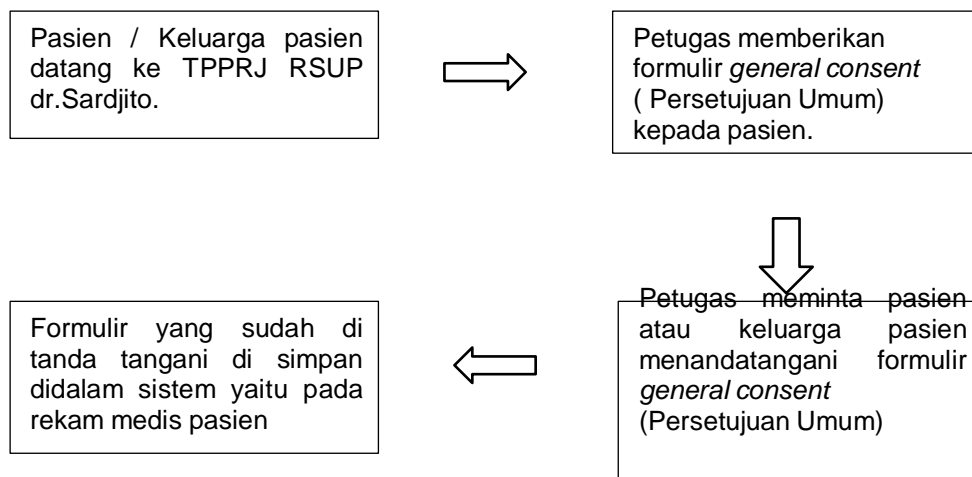 Pasien / Keluarga pasien
datang ke TPPRJ RSUP
dr.Sardjito.
Petugas memberikan
formulir general consent
( Persetujuan Umum)
kepada pasien.
Petugas meminta pasien
atau keluarga pasien
menandatangani formulir
general consent
(Persetujuan Umum)
Formulir yang sudah di
tanda tangani di simpan
didalam sistem yaitu pada
rekam medis pasien